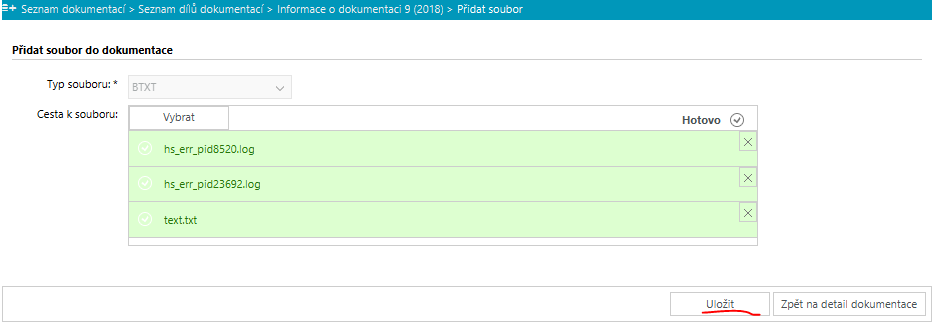 Seznam dokumentací > Seznam dílů dokumentací > Informace o dokumentaci 9 (2018) > Přidat soubor
Přidat soubor do dokumentace
Typ souboru: * BTXT
Cesta k souboru: Vybrat Hotovo
hs_err_pid8520.log
hs_err_pid23692.log
text.txt
Uložit Zpět na detail dokumentace